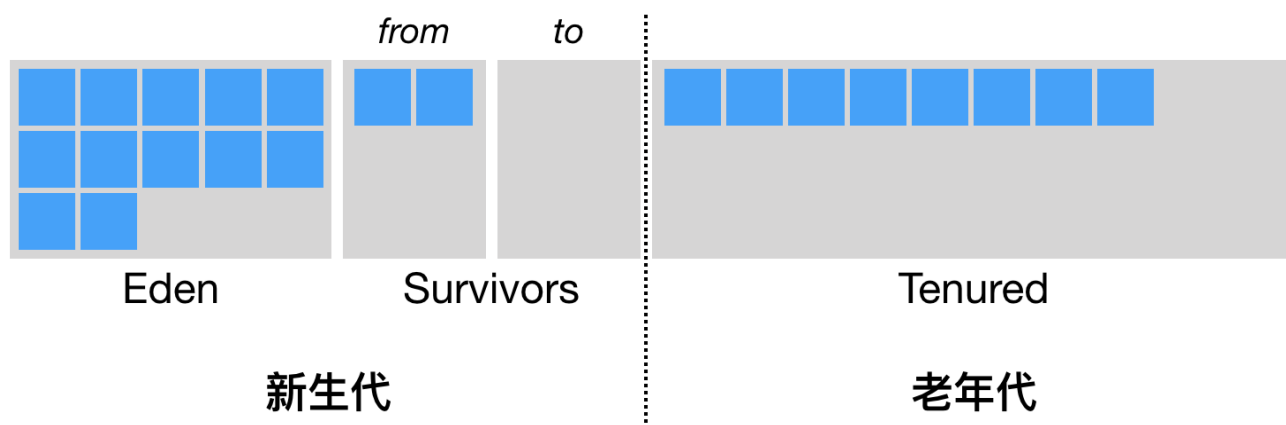 from to
Eden Survivors Tenured
新生代 老年代